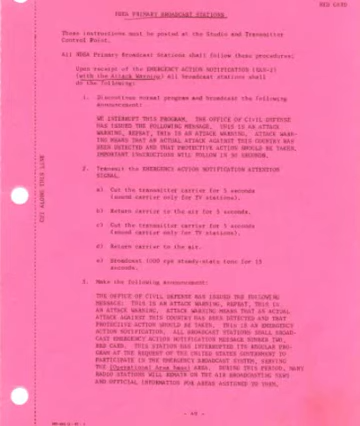 RED CARD
NDEA PRIMARY BROADCAST STATIONS
These instructions must be posted at the Studio and Transmitter
Control Point.
All NDEA Primary Broadcast Stations shall follow these procedures:
Upon receipt of the EMERGENCY ACTION NOTIFICATION
(with the Attack Warning) all broadcast stations shall
do the following:
1. Discontinue normal program and broadcast the following
announcement:
WE INTERRUPT THIS PROGRAM. THE OFFICE OF CIVIL DEFENSE
HAS ISSUED THE FOLLOWING MESSAGE. THIS IS AN ATTACK
WARNING, REPEAT, THIS IS AN ATTACK WARNING. ATTACK WARN-
ING MEANS THAT AN ACTUAL ATTACK AGAINST THIS COUNTRY HAS
BEEN DETECTED AND THAT PROTECTIVE ACTION SHOULD BE TAKEN.
IMPORTANT INSTRUCTIONS WILL FOLLOW IN 30 SECONDS.
2. Transmit the EMERGENCY ACTION NOTIFICATION ATTENTION
SIGNAL.
a) Cut the transmitter carrier for 5 seconds
(sound carrier only for TV stations).
b) Return carrier to the air for 5 seconds.
c) Cut the transmitter carrier for 5 seconds
(sound carrier only for TV stations).
d) Return carrier to the air.
e) Broadcast 1000 cps steady-state tone for 15
seconds.
3. Make the following announcement:
THE OFFICE OF CIVIL DEFENSE HAS ISSUED THE FOLLOWING
MESSAGE: THIS IS AN ATTACK WARNING, REPEAT, THIS IS
AN ATTACK WARNING. ATTACK WARNING MEANS THAT AN ACTUAL
ATTACK AGAINST THIS COUNTRY HAS BEEN DETECTED AND THAT
PROTECTIVE ACTION SHOULD BE TAKEN. THIS IS AN EMERGENCY
ACTION NOTIFICATION. ALL BROADCAST STATIONS SHALL BROAD-
CAST EMERGENCY ACTION NOTIFICATION MESSAGE NUMBER TWO,
RED CARD. THIS STATION HAS INTERRUPTED ITS REGULAR PRO-
GRAM AT THE REQUEST OF THE UNITED STATES GOVERNMENT TO
PARTICIPATE IN THE EMERGENCY BROADCAST SYSTEM, SERVING
THE (Operational Area Name) AREA. DURING THIS PERIOD, MANY
RADIO STATIONS WILL REMAIN ON THE AIR BROADCASTING NEWS
AND OFFICIAL INFORMATION FOR AREAS ASSIGNED TO THEM.
CUT ALONG THIS LINE